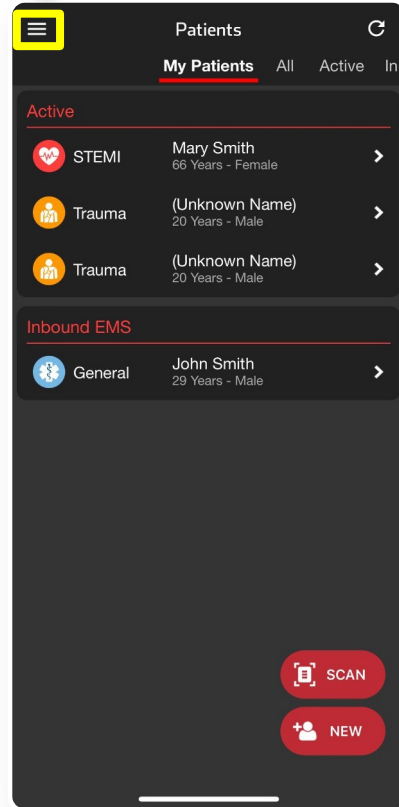 Patients
My Patients All Active In
Active
STEMI
Mary Smith
66 Years - Female
Trauma
(Unknown Name)
20 Years - Male
Trauma
(Unknown Name)
20 Years - Male
Inbound EMS
General
John Smith
29 Years - Male
SCAN
NEW